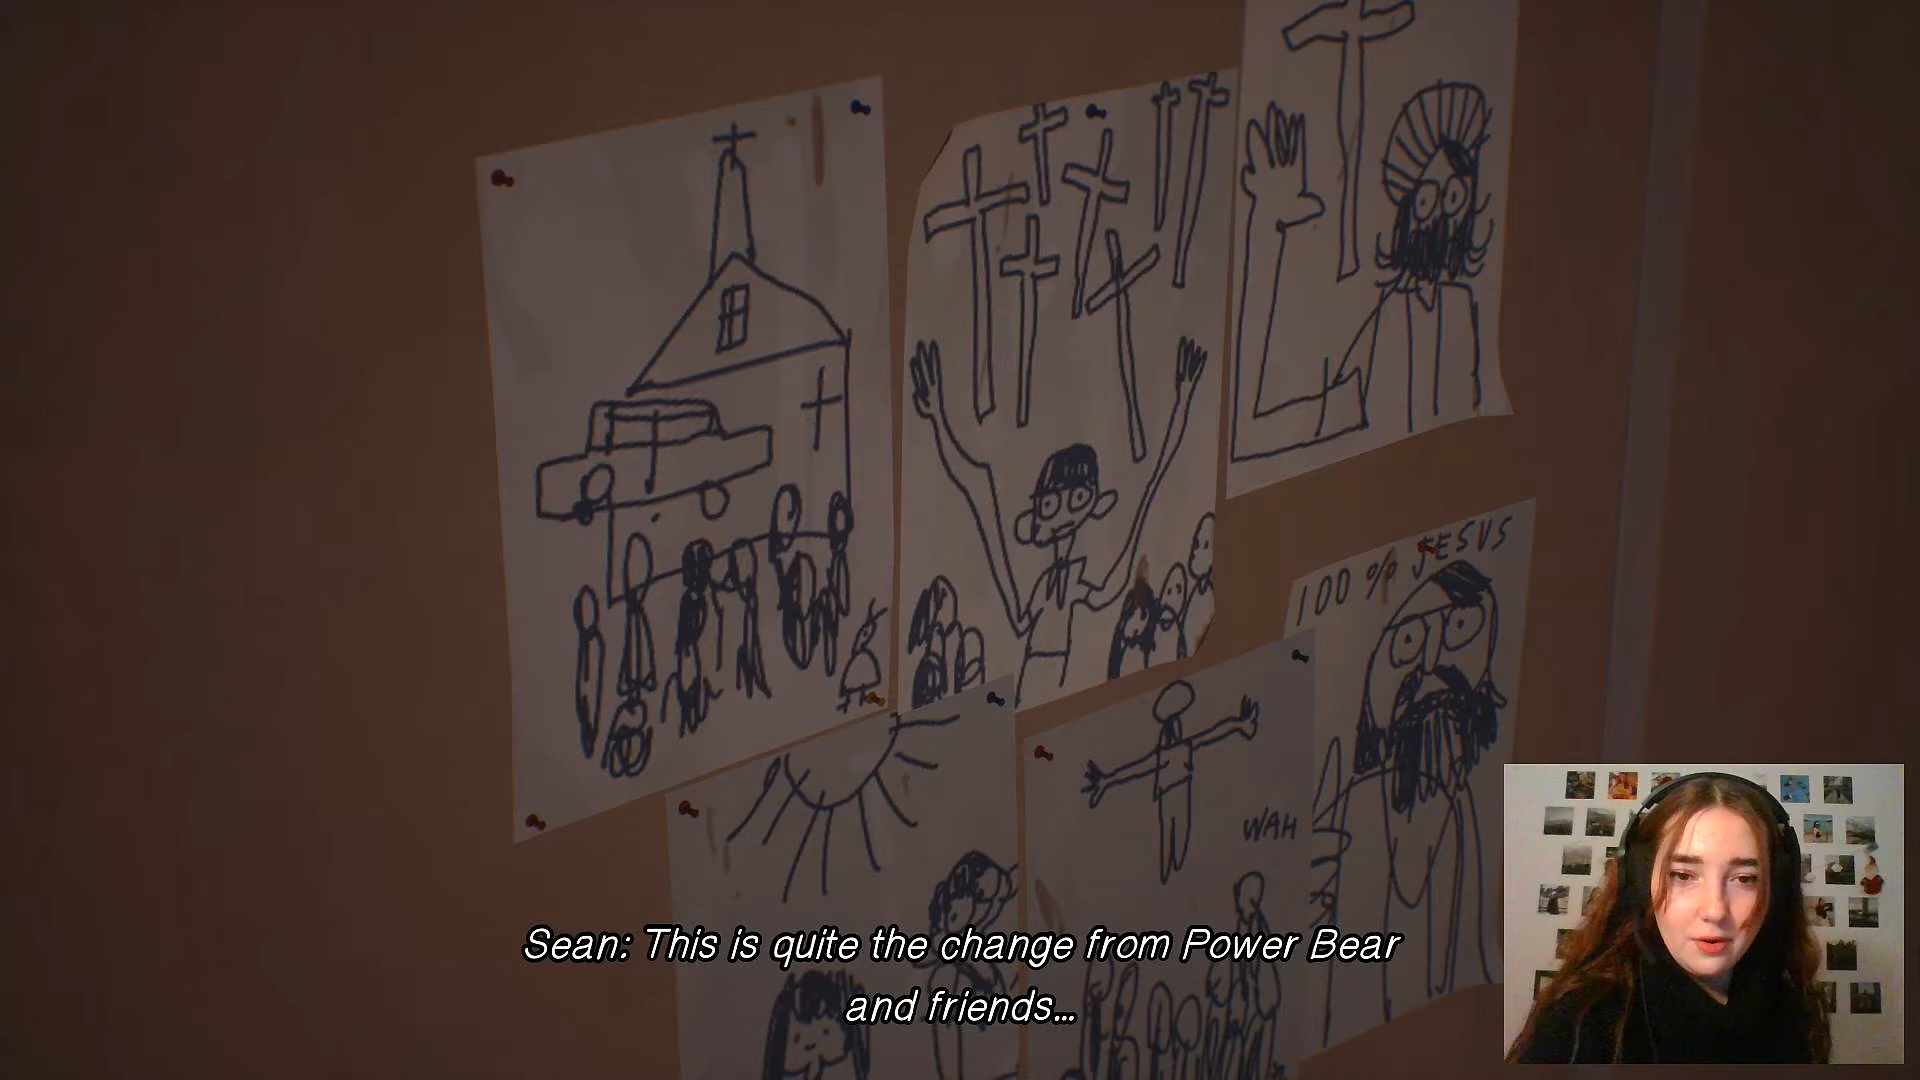 100% JESUS
WAH
Sean: This is quite the change from Power Bear
and friends...